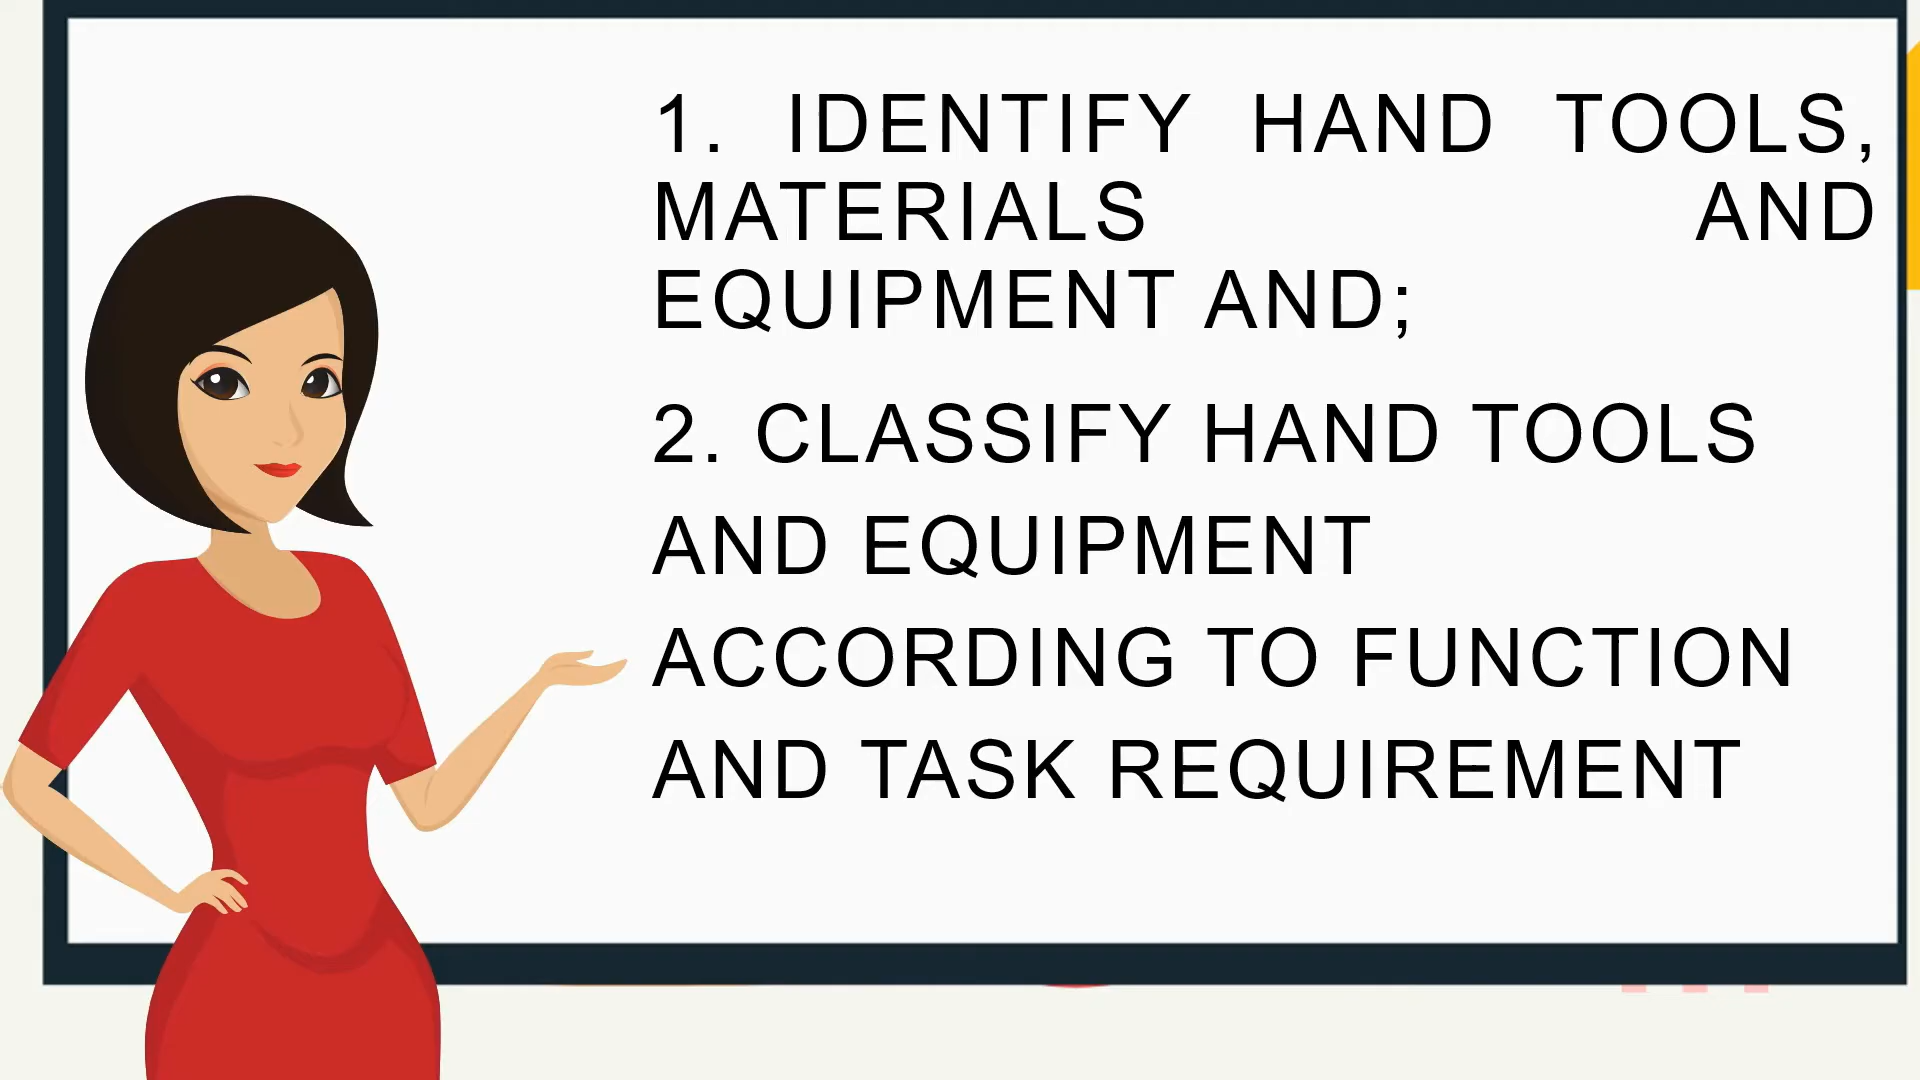 1. IDENTIFY HAND TOOLS,
MATERIALS AND
EQUIPMENT AND;
2. CLASSIFY HAND TOOLS
AND EQUIPMENT
ACCORDING TO FUNCTION
AND TASK REQUIREMENT